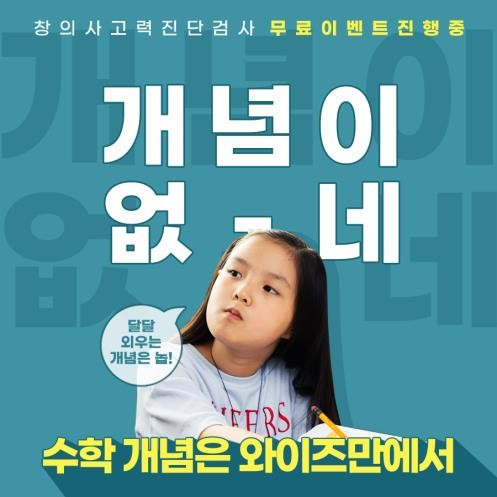 창의사고력진단검사 무료이벤트진행중
개념이
없 - 네
달달
외우는
개념은 놉!
CHEERS
수학 개념은 와이즈만에서